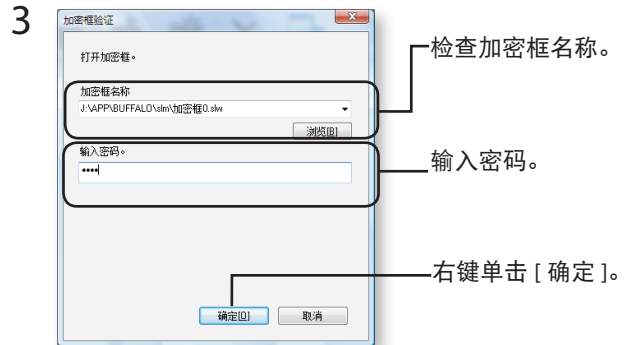 3
加密框验证
打开加密框。
检查加密框名称。
加密框名称
J:\APP\BUFFALO\slm\加密框0.slw
浏览[B]
输入密码。
••••
输入密码。
右键单击 [ 确定 ]。
确定[O]
取消